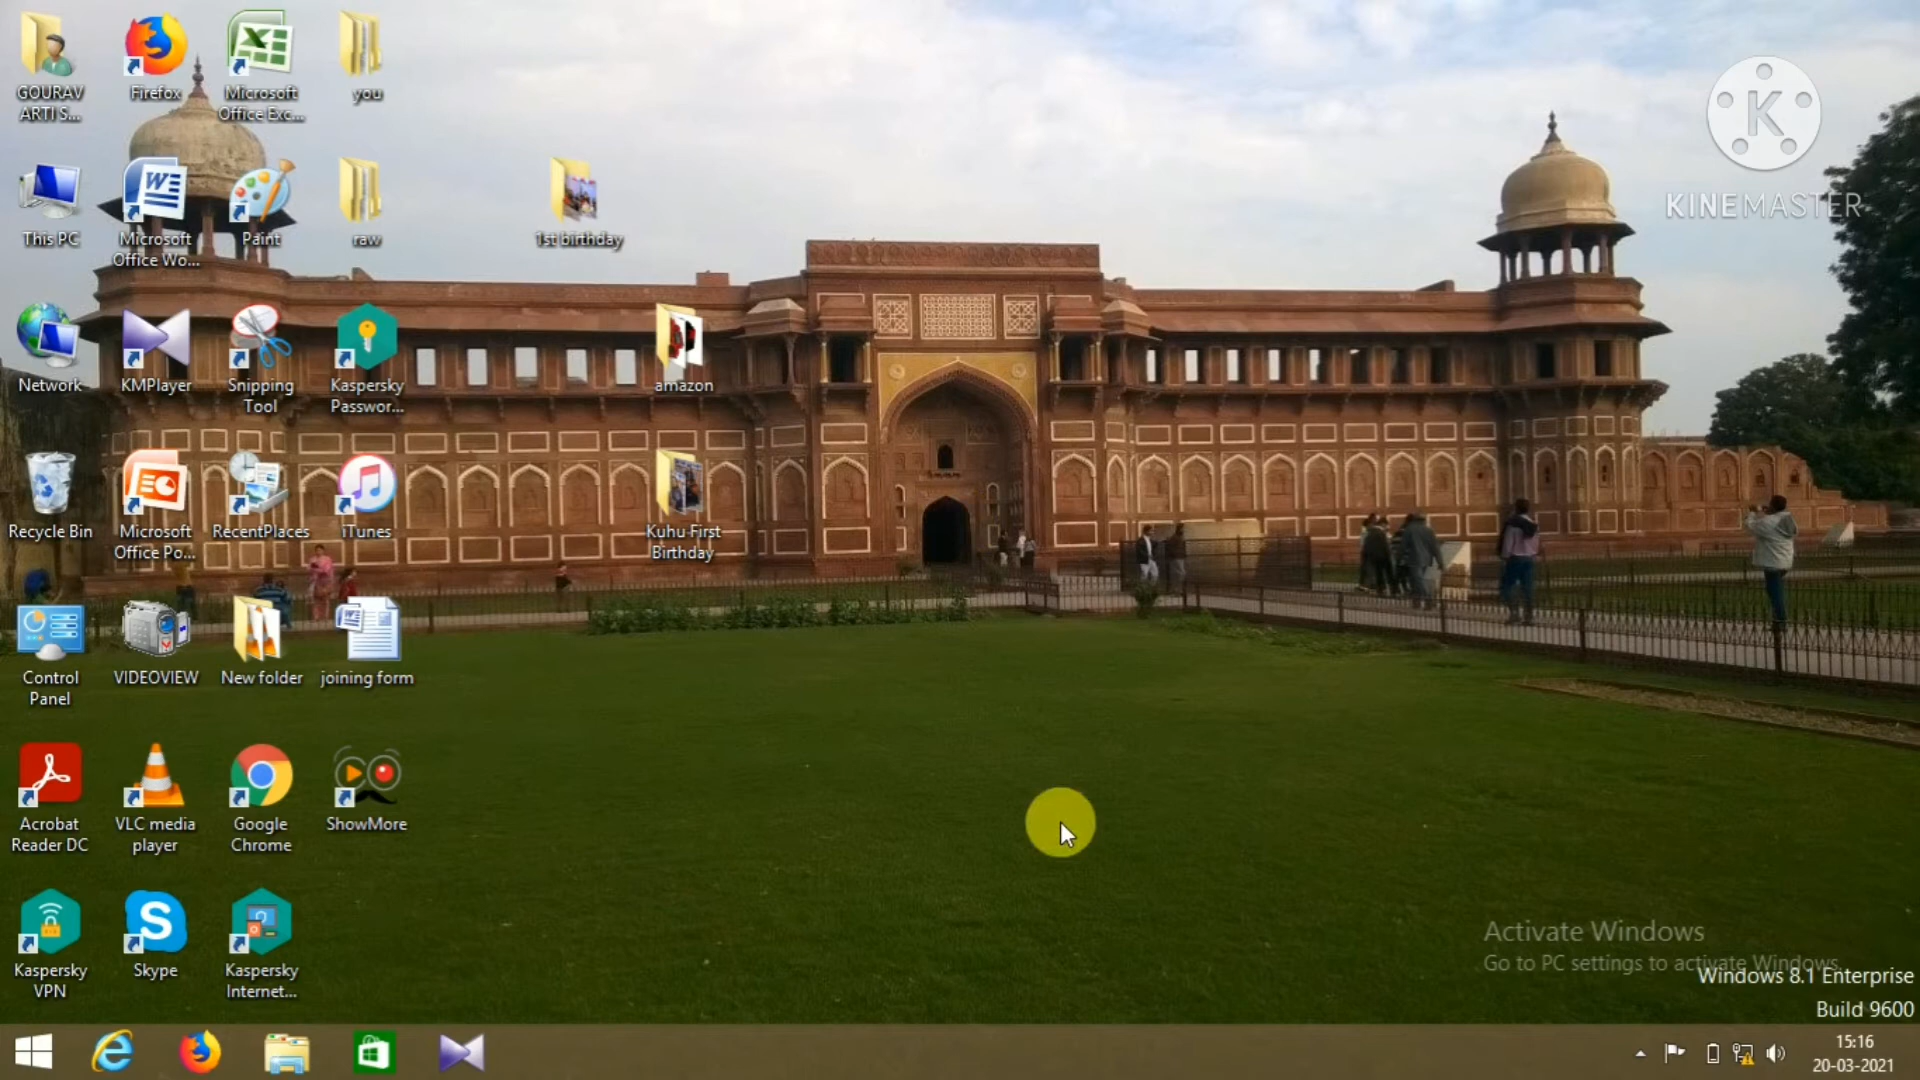 GOURAV
ARTI S...
Firefox
Microsoft
Office Exc...
you
This PC
Microsoft
Office Wo...
Paint
raw
1st birthday
KINEMASTER
Network
KMPlayer
Snipping
Tool
Kaspersky
Passwor...
amazon
Recycle Bin
Microsoft
Office Po...
RecentPlaces
iTunes
Kuhu First
Birthday
Control
Panel
VIDEOVIEW
New folder
joining form
Acrobat
Reader DC
VLC media
player
Google
Chrome
ShowMore
Kaspersky
VPN
Skype
Kaspersky
Internet...
Activate Windows
Go to PC settings to activate Windows.
Windows 8.1 Enterprise
Build 9600
15:16
20-03-2021